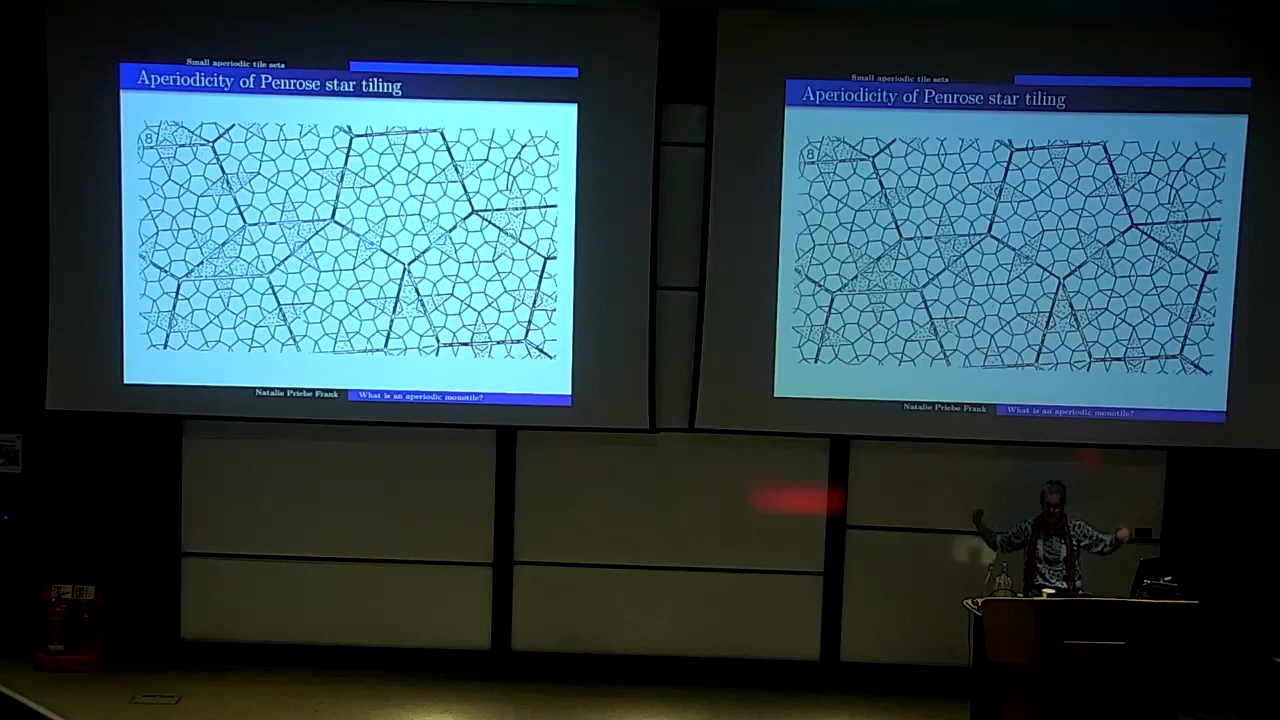 Small aperiodic tile sets
Aperiodicity of Penrose star tiling
8
Natalie Priebe Frank
What is an aperiodic monotile?
Small aperiodic tile sets
Aperiodicity of Penrose star tiling
8
Natalie Priebe Frank
What is an aperiodic monotile?